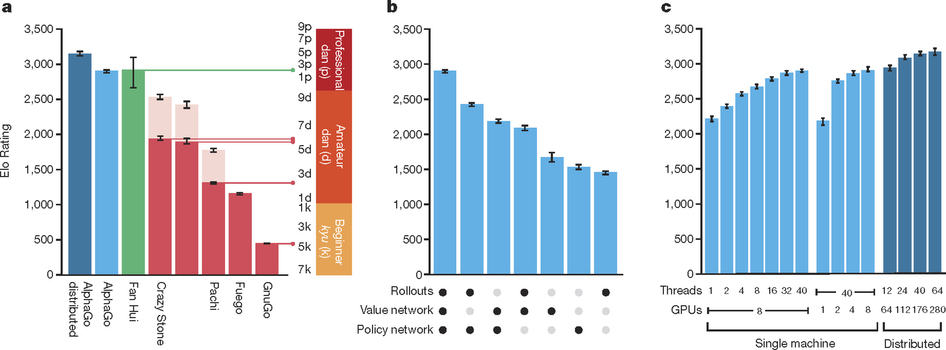 a
Elo Rating
3,500
3,000
2,500
2,000
1,500
1,000
500
0
AlphaGo distributed
AlphaGo
Fan Hui
Crazy Stone
Pachi
Fuego
GnuGo
9p
7p
5p
3p
1p
9d
7d
5d
3d
1d
1k
3k
5k
7k
Professional dan (p)
Amateur dan (d)
Beginner kyu (k)
b
3,500
3,000
2,500
2,000
1,500
1,000
500
0
Rollouts
Value network
Policy network
c
3,500
3,000
2,500
2,000
1,500
1,000
500
0
Threads 1 2 4 8 16 32 40 40 12 24 40 64
GPUs 8 1 2 4 8 64 112 176 280
Single machine Distributed